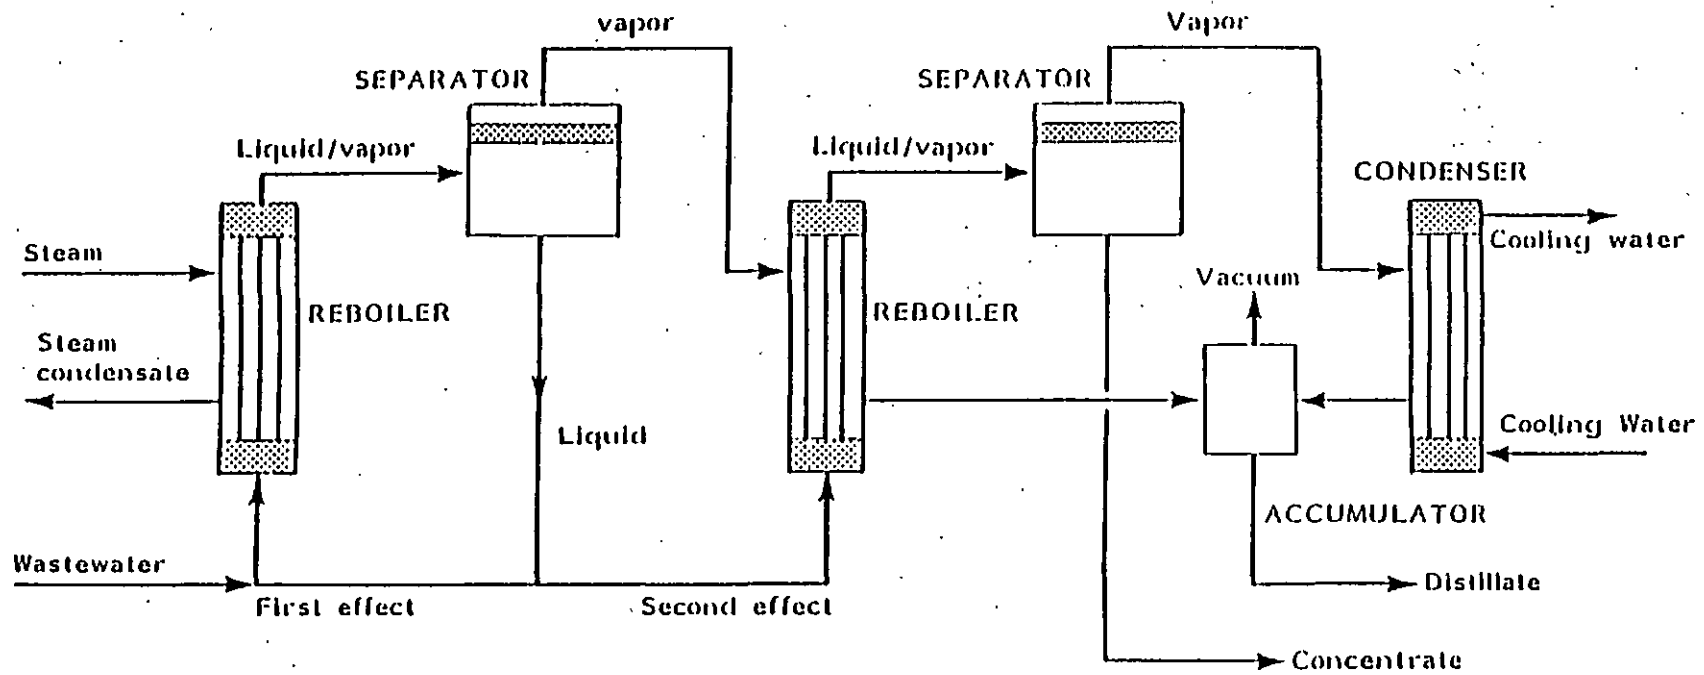 vapor
Vapor
SEPARATOR
SEPARATOR
Liquid/vapor
Liquid/vapor
CONDENSER
Steam
Cooling water
Vacuum
REBOILER
REBOILER
Steam
condensate
Liquid
Cooling Water
ACCUMULATOR
Wastewater
First effect
Second effect
Distillate
Concentrate